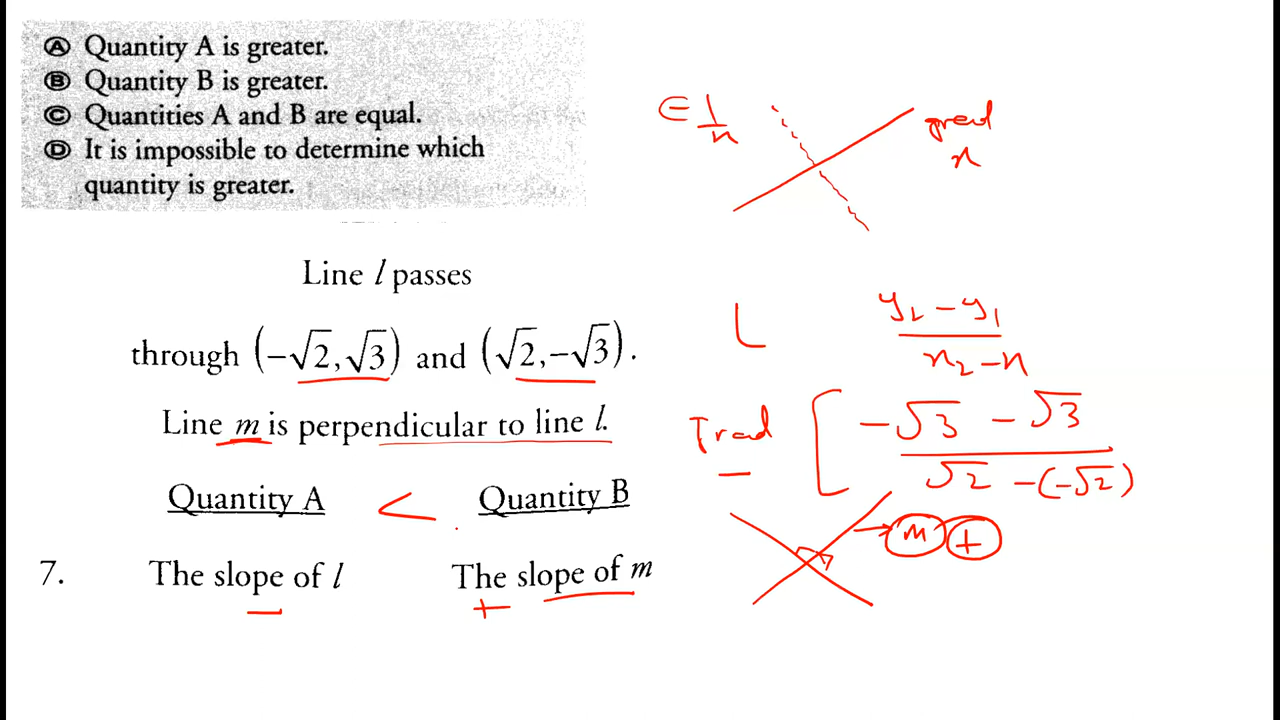 Ⓐ Quantity A is greater.
Ⓑ Quantity B is greater.
Ⓒ Quantities A and B are equal.
Ⓓ It is impossible to determine which
quantity is greater.
Line l passes
through (−√2, √3) and (√2, −√3).
Line m is perpendicular to line l.
Quantity A < Quantity B
7. The slope of l The slope of m
− +
1/n
grad
n
L
y₂ − y₁
x₂ − x
−√3 − √3
√2 − (−√2)
m +